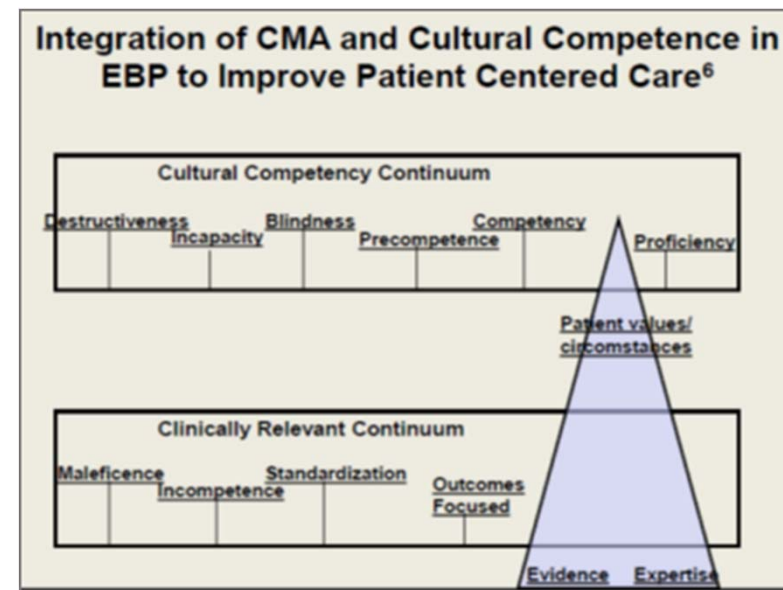 Integration of CMA and Cultural Competence in
EBP to Improve Patient Centered Care⁶
Cultural Competency Continuum
Destructiveness
Incapacity
Blindness
Precompetence
Competency
Proficiency
Patient values/
circomstances
Clinically Relevant Continuum
Maleficence
Incompetence
Standardization
Outcomes
Focused
Evidence
Expertise